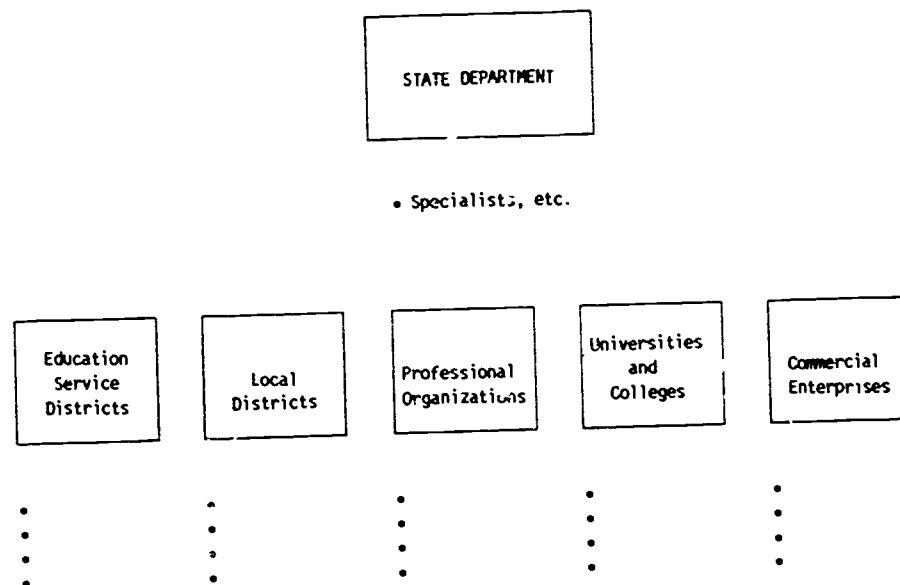 STATE DEPARTMENT
• Specialists, etc.
Education
Service
Districts
Local
Districts
Professional
Organizations
Universities
and
Colleges
Commercial
Enterprises